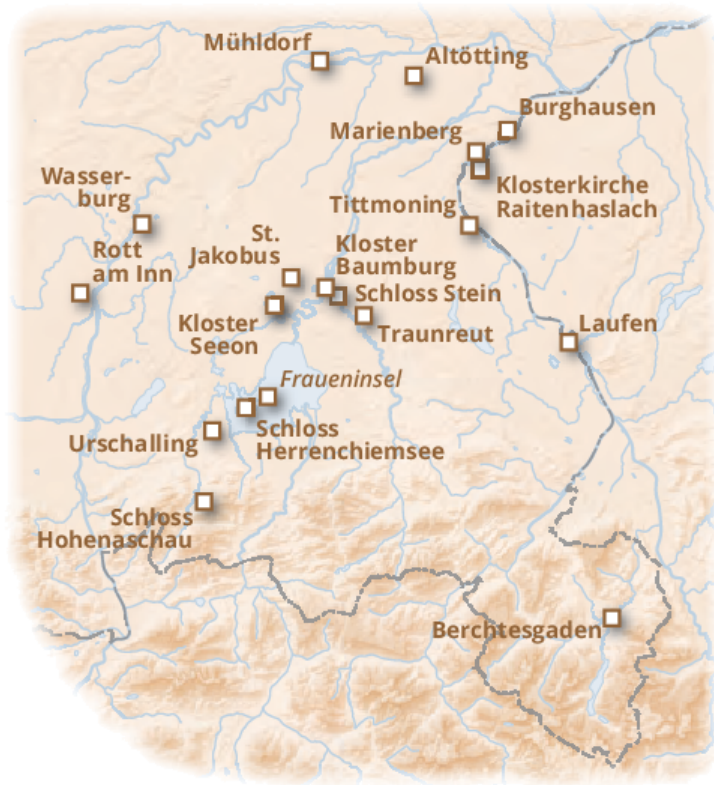 Mühldorf
Altötting
Burghausen
Marienberg
Klosterkirche
Raitenhaslach
Wasser-
burg
Tittmoning
St.
Jakobus
Kloster
Baumburg
Rott
am Inn
Schloss Stein
Kloster
Seeon
Traunreut
Laufen
Fraueninsel
Schloss
Herrenchiemsee
Urschalling
Schloss
Hohenaschau
Berchtesgaden